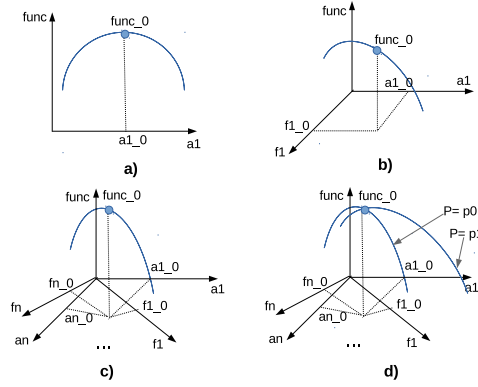 func
func_0
a1_0
a1
a)
func
func_0
a1_0
a1
f1_0
f1
b)
func
func_0
fn_0
a1_0
a1
fn
an_0
f1_0
an
f1
...
c)
func
func_0
P= p0
P= p1
fn_0
a1_0
a1
fn
an_0
f1_0
an
f1
...
d)